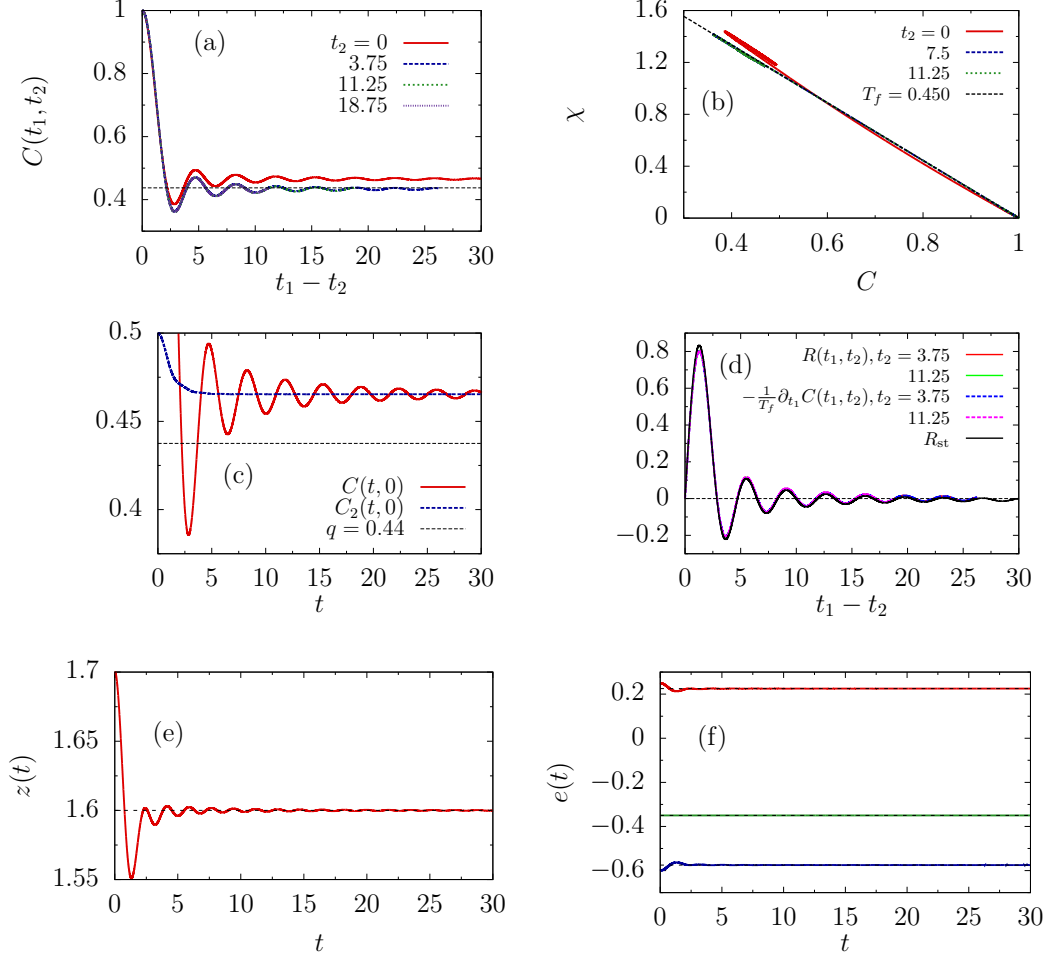 (a)
t₂ = 0
3.75
11.25
18.75
C(t₁, t₂)
1
0.8
0.6
0.4
0 5 10 15 20 25 30
t₁ − t₂
(b)
t₂ = 0
7.5
11.25
T_f = 0.450
χ
1.6
1.2
0.8
0.4
0
0.4 0.6 0.8 1
C
(c)
C(t, 0)
C₂(t, 0)
q = 0.44
0.5
0.45
0.4
0 5 10 15 20 25 30
t
(d)
R(t₁, t₂), t₂ = 3.75
11.25
−1/T_f ∂_{t₁}C(t₁, t₂), t₂ = 3.75
11.25
R_st
0.8
0.6
0.4
0.2
0
−0.2
0 5 10 15 20 25 30
t₁ − t₂
(e)
z(t)
1.7
1.65
1.6
1.55
0 5 10 15 20 25 30
t
(f)
e(t)
0.2
0
−0.2
−0.4
−0.6
0 5 10 15 20 25 30
t